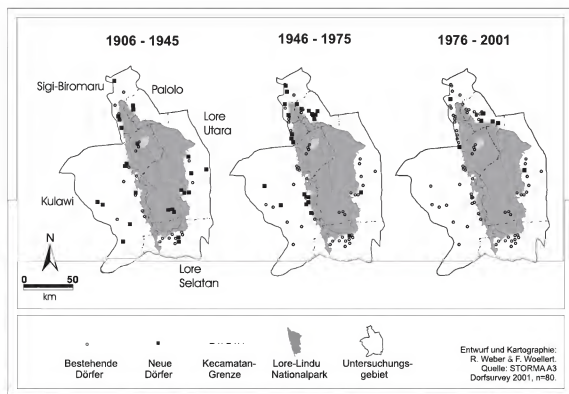 1906 - 1945
1946 - 1975
1976 - 2001
Sigi-Biromaru
Palolo
Lore
Utara
Kulawi
Lore
Selatan
N
0 50
km
Bestehende
Dörfer
Neue
Dörfer
Kecamatan-
Grenze
Lore-Lindu
Nationalpark
Untersuchungs-
gebiet
Entwurf und Kartographie:
R. Weber & F. Woellert.
Quelle: STORMA A3
Dorfsurvey 2001, n=80.